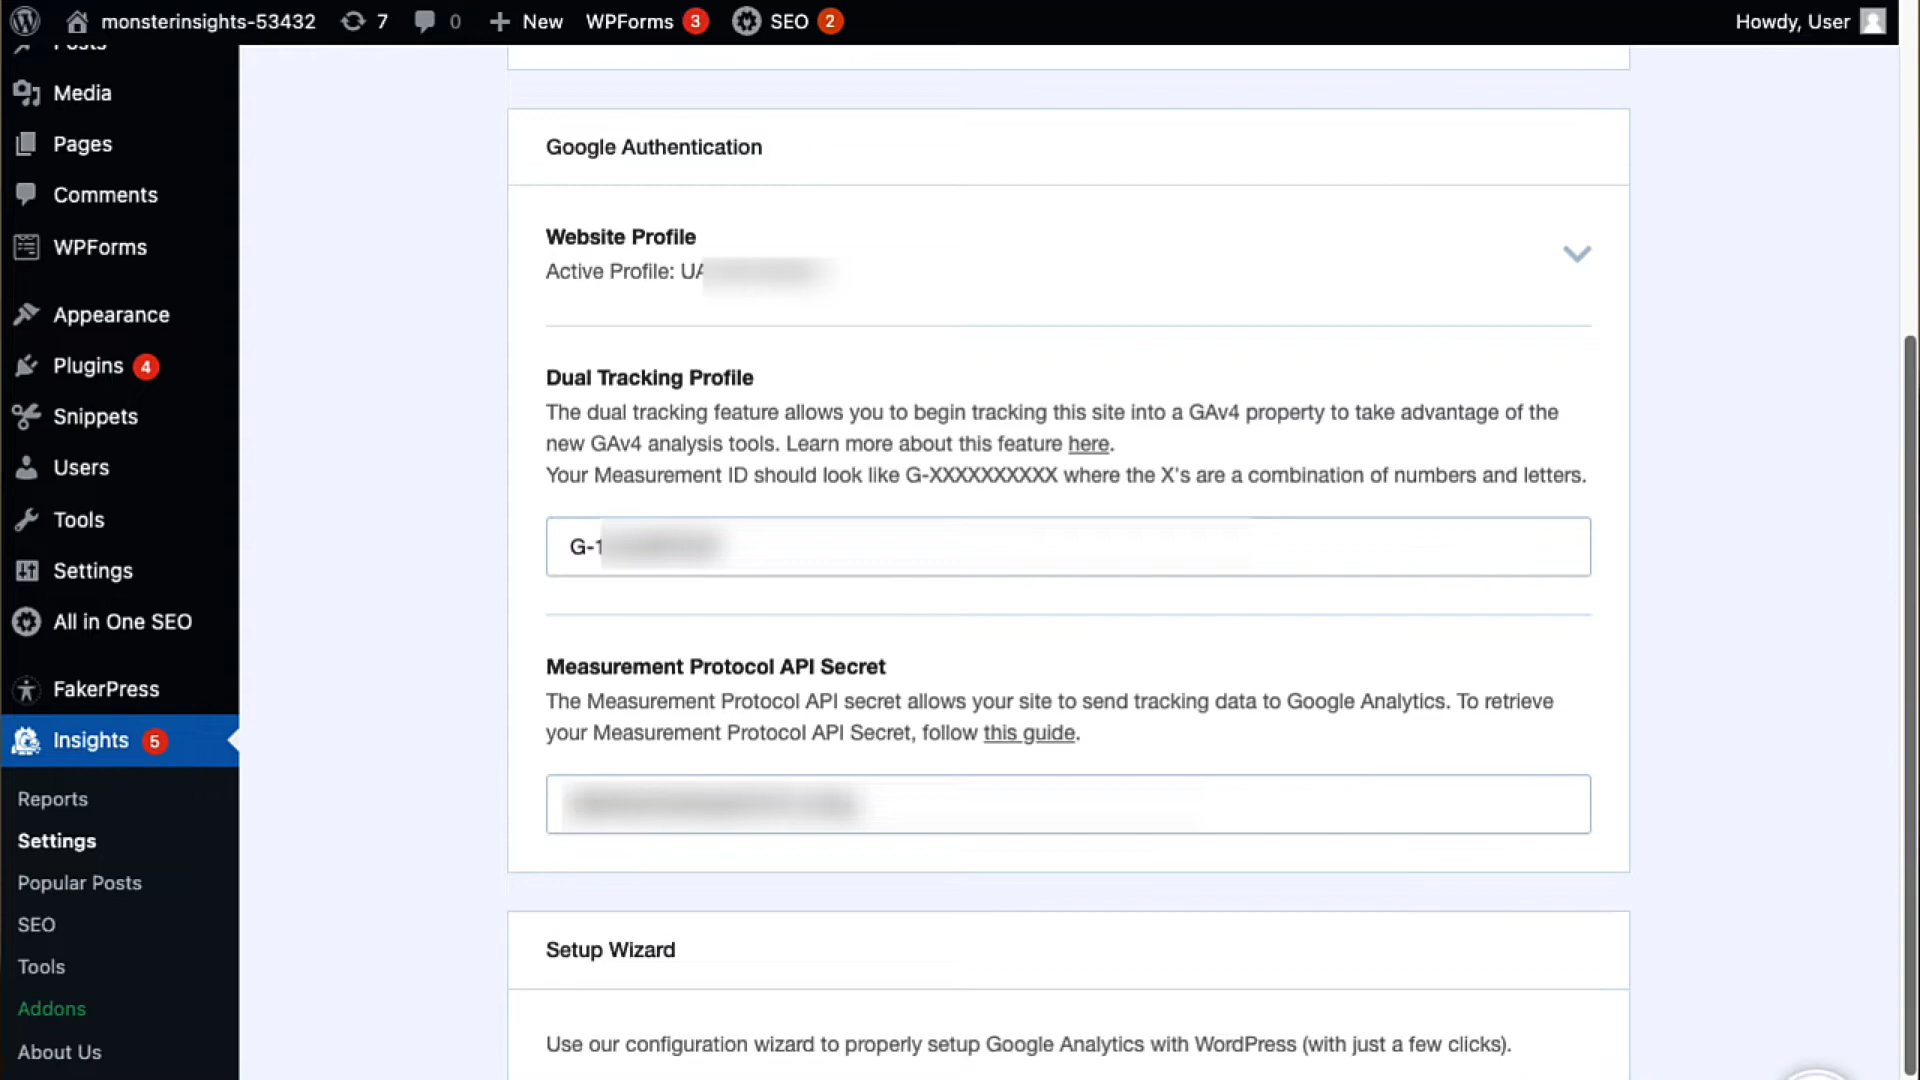 monsterinsights-53432 7 0 New WPForms 3 SEO 2 Howdy, User
Posts
Media
Pages
Comments
WPForms
Appearance
Plugins 4
Snippets
Users
Tools
Settings
All in One SEO
FakerPress
Insights 5
Reports
Settings
Popular Posts
SEO
Tools
Addons
About Us
Google Authentication
Website Profile
Active Profile: UA
Dual Tracking Profile
The dual tracking feature allows you to begin tracking this site into a GAv4 property to take advantage of the
new GAv4 analysis tools. Learn more about this feature here.
Your Measurement ID should look like G-XXXXXXXXXX where the X's are a combination of numbers and letters.
G-1
Measurement Protocol API Secret
The Measurement Protocol API secret allows your site to send tracking data to Google Analytics. To retrieve
your Measurement Protocol API Secret, follow this guide.
Setup Wizard
Use our configuration wizard to properly setup Google Analytics with WordPress (with just a few clicks).